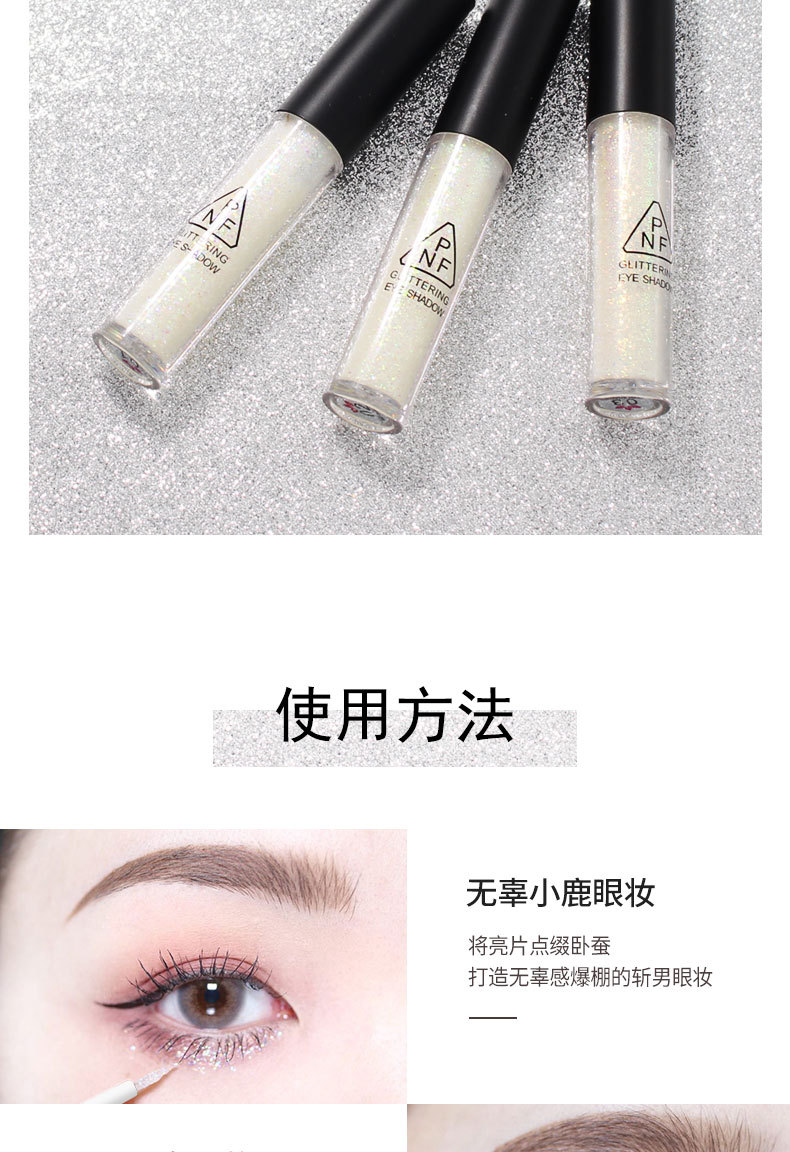 P
NF
GLITTERING
EYE SHADOW
P
NF
GLITTERING
EYE SHADOW
P
NF
GLITTERING
EYE SHADOW
03
使用方法
无辜小鹿眼妆
将亮片点缀卧蚕
打造无辜感爆棚的斩男眼妆